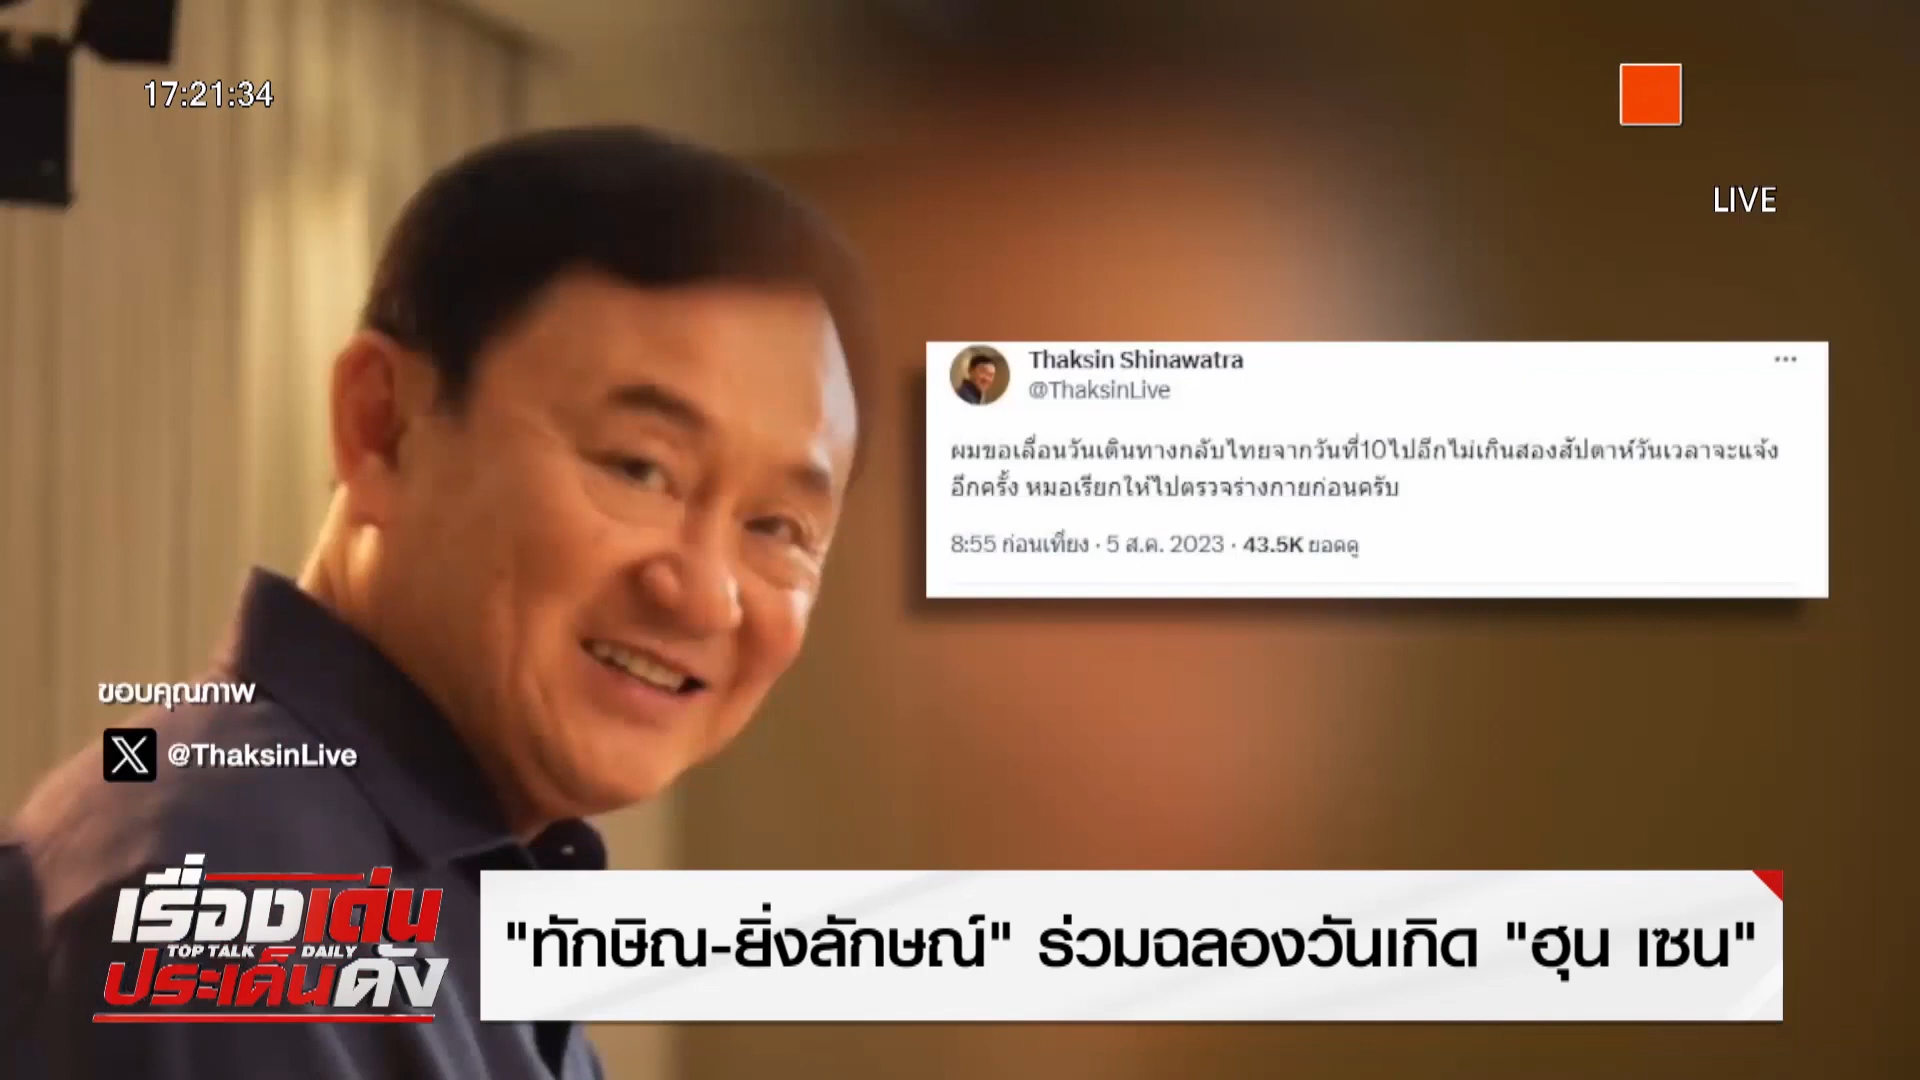 17:21:34
LIVE
Thaksin Shinawatra
@ThaksinLive
ผมขอเลื่อนวันเดินทางกลับไทยจากวันที่10ไปอีกไม่เกินสองสัปดาห์วันเวลาจะแจ้ง
อีกครั้ง หมอเรียกให้ไปตรวจร่างกายก่อนครับ
8:55 ก่อนเที่ยง · 5 ส.ค. 2023 · 43.5K ยอดดู
ขอบคุณภาพ
X @ThaksinLive
เรื่องเด่น
TOP TALK DAILY
ประเด็นดัง
"ทักษิณ-ยิ่งลักษณ์" ร่วมฉลองวันเกิด "ฮุน เซน"